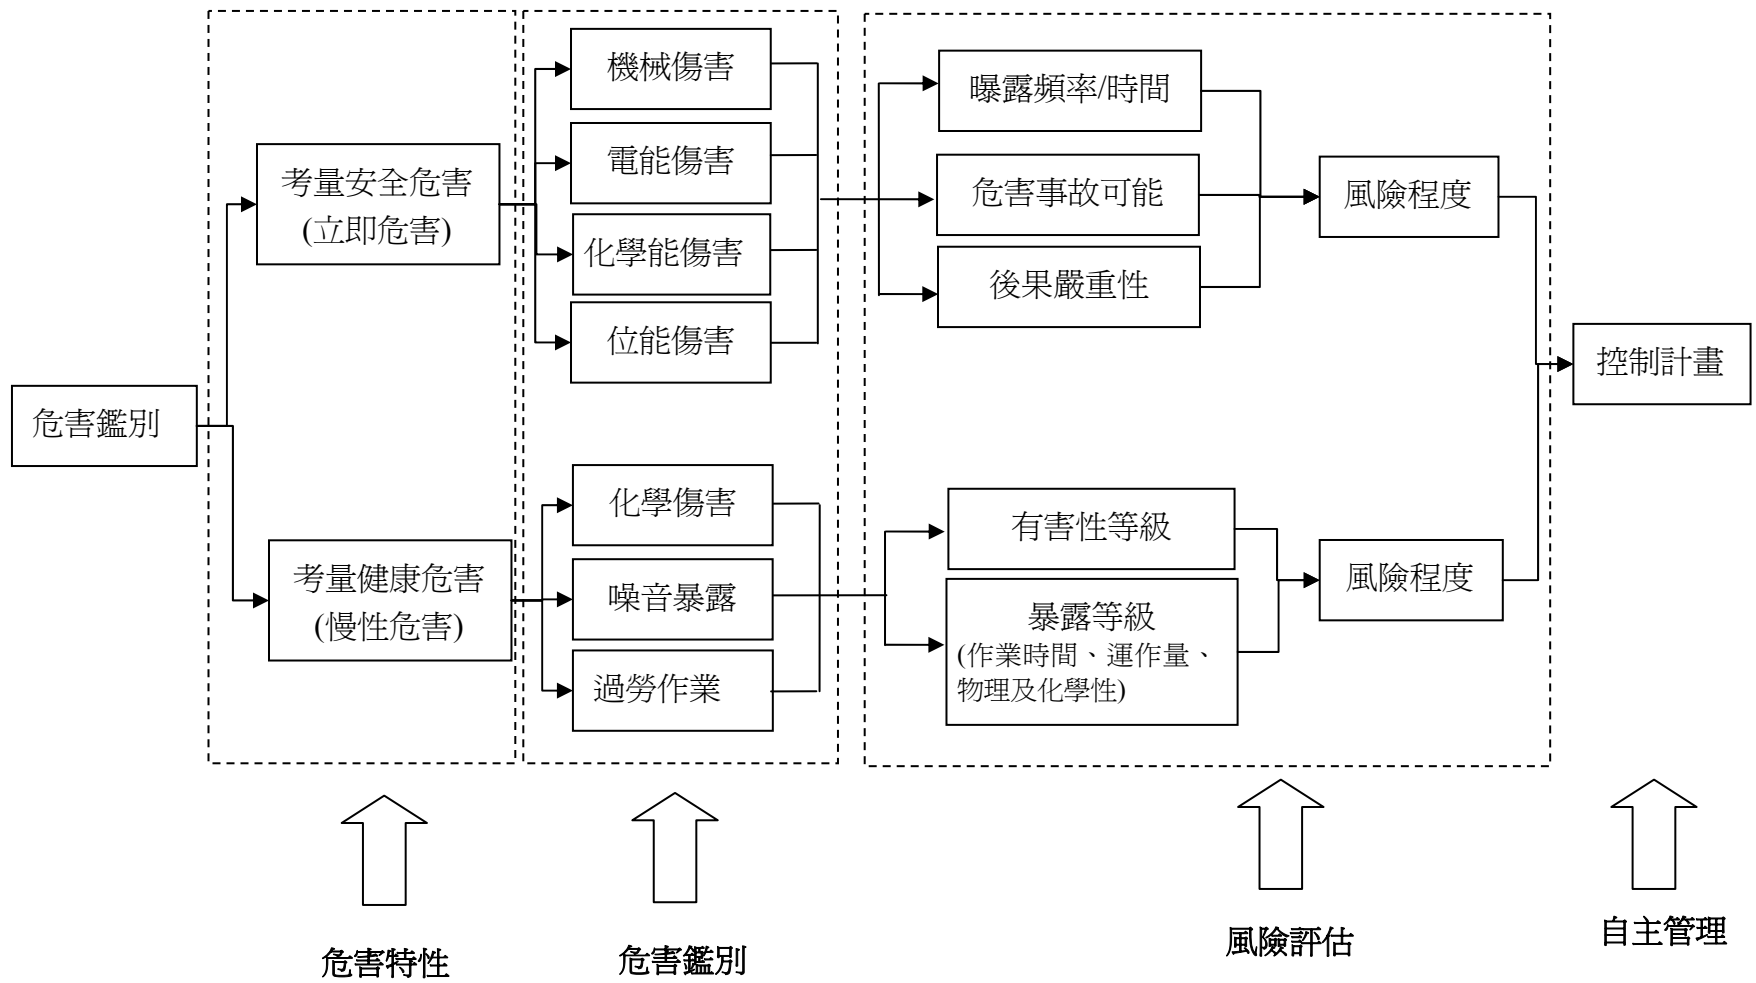 危害鑑別
考量安全危害
(立即危害)
考量健康危害
(慢性危害)
機械傷害
電能傷害
化學能傷害
位能傷害
化學傷害
噪音暴露
過勞作業
曝露頻率/時間
危害事故可能
後果嚴重性
風險程度
有害性等級
暴露等級
(作業時間、運作量、
物理及化學性)
風險程度
控制計畫
危害特性
危害鑑別
風險評估
自主管理